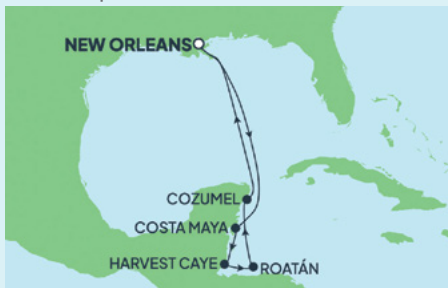 NEW ORLEANS
COZUMEL
COSTA MAYA
HARVEST CAYE
ROATÁN